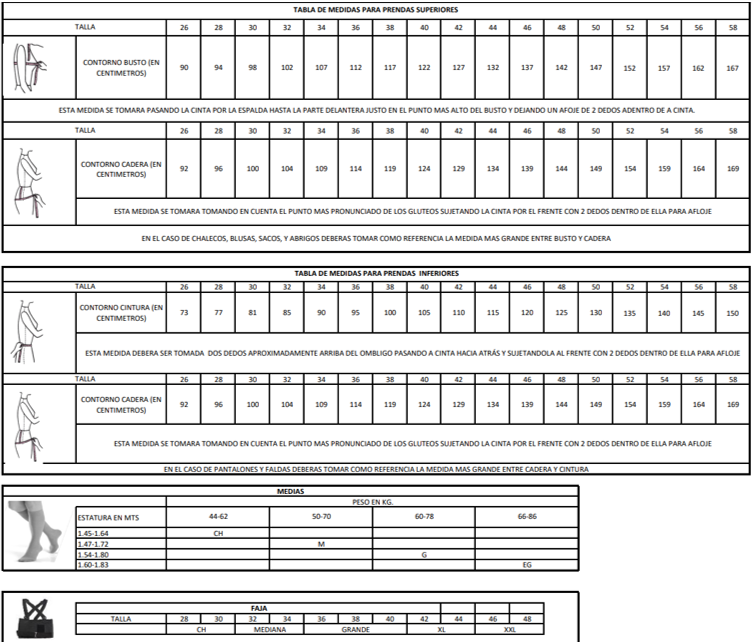 TABLA DE MEDIDAS PARA PRENDAS SUPERIORES
TALLA 26 28 30 32 34 36 38 40 42 44 46 48 50 52 54 56 58
CONTORNO BUSTO (EN
CENTIMETROS) 90 94 98 102 107 112 117 122 127 132 137 142 147 152 157 162 167
ESTA MEDIDA SE TOMARA PASANDO LA CINTA POR LA ESPALDA HASTA LA PARTE DELANTERA JUSTO EN EL PUNTO MAS ALTO DEL BUSTO Y DEJANDO UN AFOJE DE 2 DEDOS ADENTRO DE A CINTA.
TALLA 26 28 30 32 34 36 38 40 42 44 46 48 50 52 54 56 58
CONTORNO CADERA (EN
CENTIMETROS) 92 96 100 104 109 114 119 124 129 134 139 144 149 154 159 164 169
ESTA MEDIDA SE TOMARA TOMANDO EN CUENTA EL PUNTO MAS PRONUNCIADO DE LOS GLUTEOS SUJETANDO LA CINTA POR EL FRENTE CON 2 DEDOS DENTRO DE ELLA PARA AFLOJE
EN EL CASO DE CHALECOS, BLUSAS, SACOS, Y ABRIGOS DEBERAS TOMAR COMO REFERENCIA LA MEDIDA MAS GRANDE ENTRE BUSTO Y CADERA
TABLA DE MEDIDAS PARA PRENDAS INFERIORES
TALLA 26 28 30 32 34 36 38 40 42 44 46 48 50 52 54 56 58
CONTORNO CINTURA (EN
CENTIMETROS) 73 77 81 85 90 95 100 105 110 115 120 125 130 135 140 145 150
ESTA MEDIDA DEBERA SER TOMADA DOS DEDOS APROXIMADAMENTE ARRIBA DEL OMBLIGO PASANDO A CINTA HACIA ATRÁS Y SUJETANDOLA AL FRENTE CON 2 DEDOS DENTRO DE ELLA PARA AFLOJE
TALLA 26 28 30 32 34 36 38 40 42 44 46 48 50 52 54 56 58
CONTORNO CADERA (EN
CENTIMETROS) 92 96 100 104 109 114 119 124 129 134 139 144 149 154 159 164 169
ESTA MEDIDA SE TOMARA TOMANDO EN CUENTA EL PUNTO MAS PRONUNCIADO DE LOS GLUTEOS SUJETANDO LA CINTA POR EL FRENTE CON 2 DEDOS DENTRO DE ELLA PARA AFLOJE
EN EL CASO DE PANTALONES Y FALDAS DEBERAS TOMAR COMO REFERENCIA LA MEDIDA MAS GRANDE ENTRE CADERA Y CINTURA
MEDIAS
PESO EN KG.
ESTATURA EN MTS 44-62 50-70 60-78 66-86
1.45-1.64 CH
1.47-1.72 M
1.54-1.80 G
1.60-1.83 EG
FAJA
TALLA 28 30 32 34 36 38 40 42 44 46 48
CH MEDIANA GRANDE XL XXL